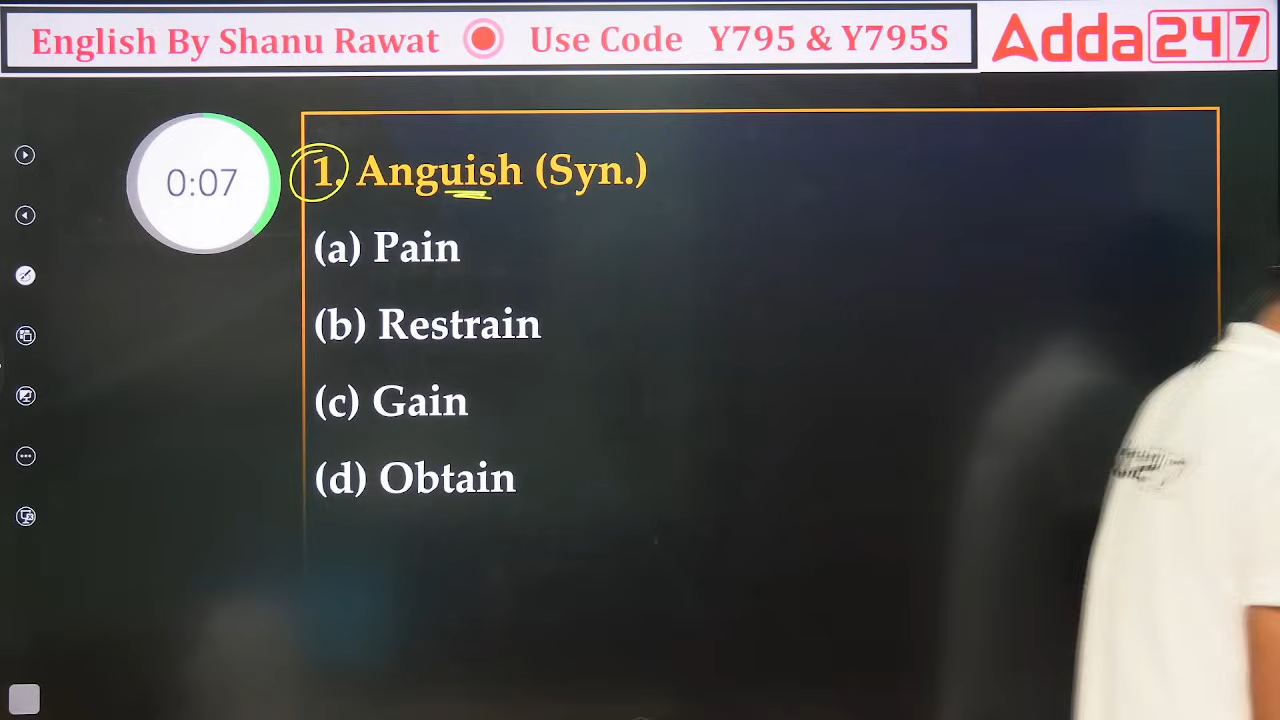 English By Shanu Rawat Use Code Y795 & Y795S Adda247
0:07
1. Anguish (Syn.)
(a) Pain
(b) Restrain
(c) Gain
(d) Obtain